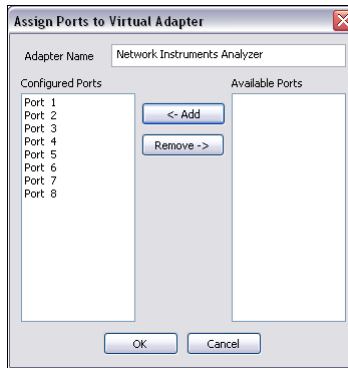 Assign Ports to Virtual Adapter
Adapter Name Network Instruments Analyzer
Configured Ports Available Ports
Port 1
Port 2
Port 3
Port 4
Port 5
Port 6
Port 7
Port 8
<- Add
Remove ->
OK Cancel